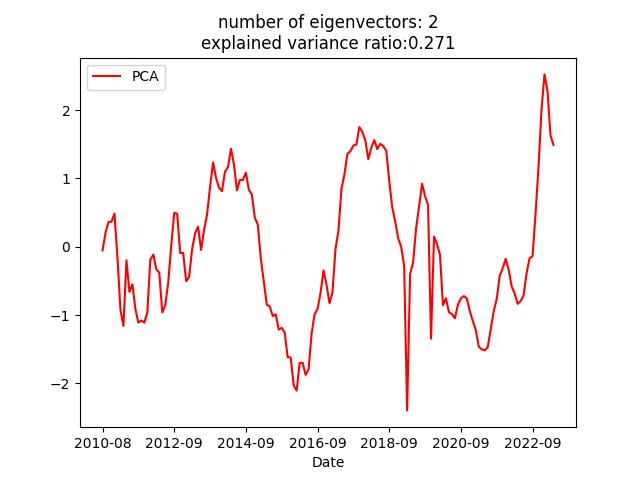 number of eigenvectors: 2
explained variance ratio:0.271
PCA
2
1
0
−1
−2
2010-08 2012-09 2014-09 2016-09 2018-09 2020-09 2022-09
Date